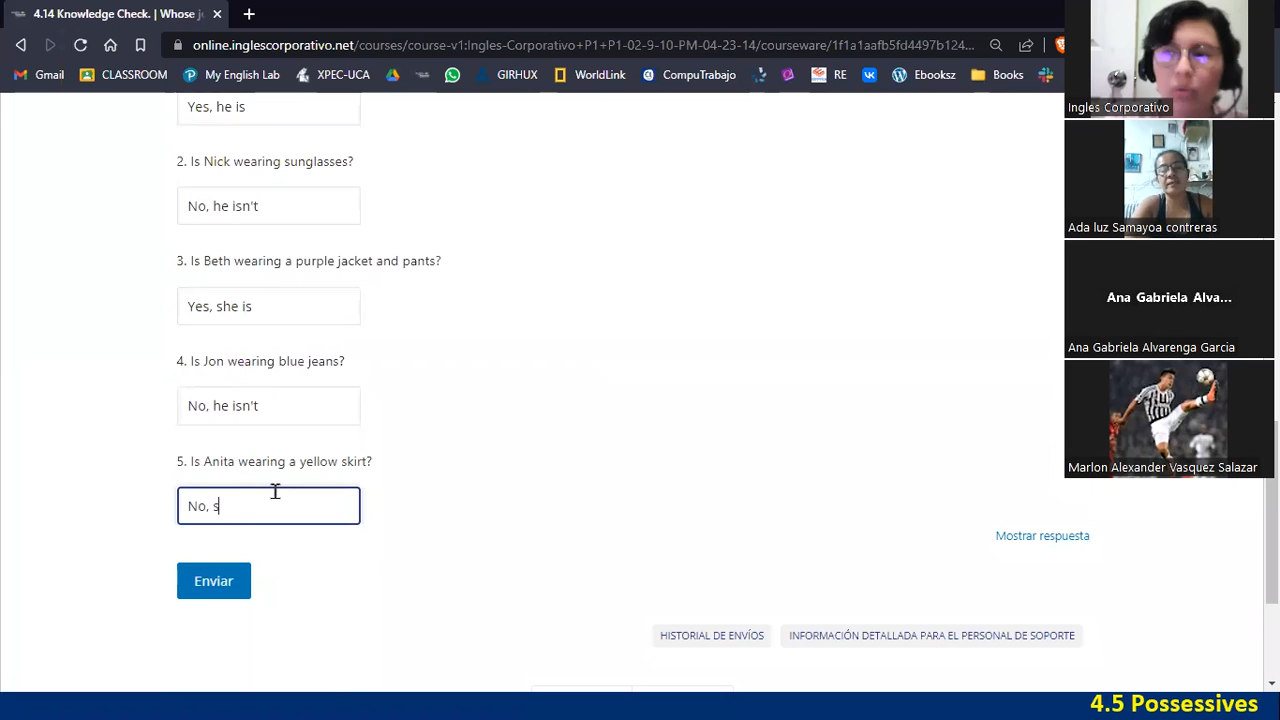 4.14 Knowledge Check. | Whose j
online.inglescorporativo.net/courses/course-v1:Ingles-Corporativo+P1+P1-02-9-10-PM-04-23-14/courseware/1f1a1aafb5fd4497b124...
Gmail CLASSROOM My English Lab XPEC-UCA GIRHUX WorldLink CompuTrabajo RE Ebooksz Books
Yes, he is
2. Is Nick wearing sunglasses?
No, he isn't
3. Is Beth wearing a purple jacket and pants?
Yes, she is
4. Is Jon wearing blue jeans?
No, he isn't
5. Is Anita wearing a yellow skirt?
No, s
Mostrar respuesta
Enviar
HISTORIAL DE ENVÍOS INFORMACIÓN DETALLADA PARA EL PERSONAL DE SOPORTE
Ingles Corporativo
Ada luz Samayoa contreras
Ana Gabriela Alva...
Ana Gabriela Alvarenga Garcia
Marlon Alexander Vasquez Salazar
4.5 Possessives